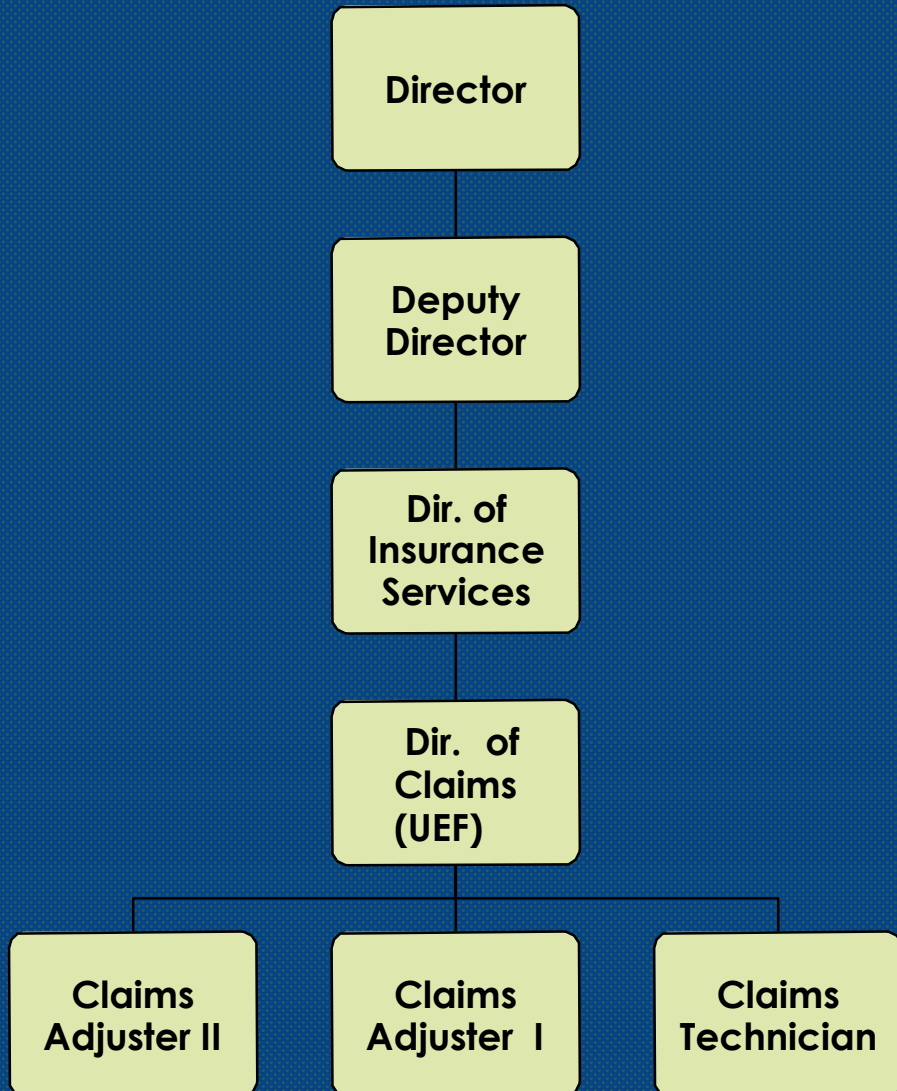 Director
Deputy
Director
Dir. of
Insurance
Services
Dir. of
Claims
(UEF)
Claims
Adjuster II
Claims
Adjuster I
Claims
Technician